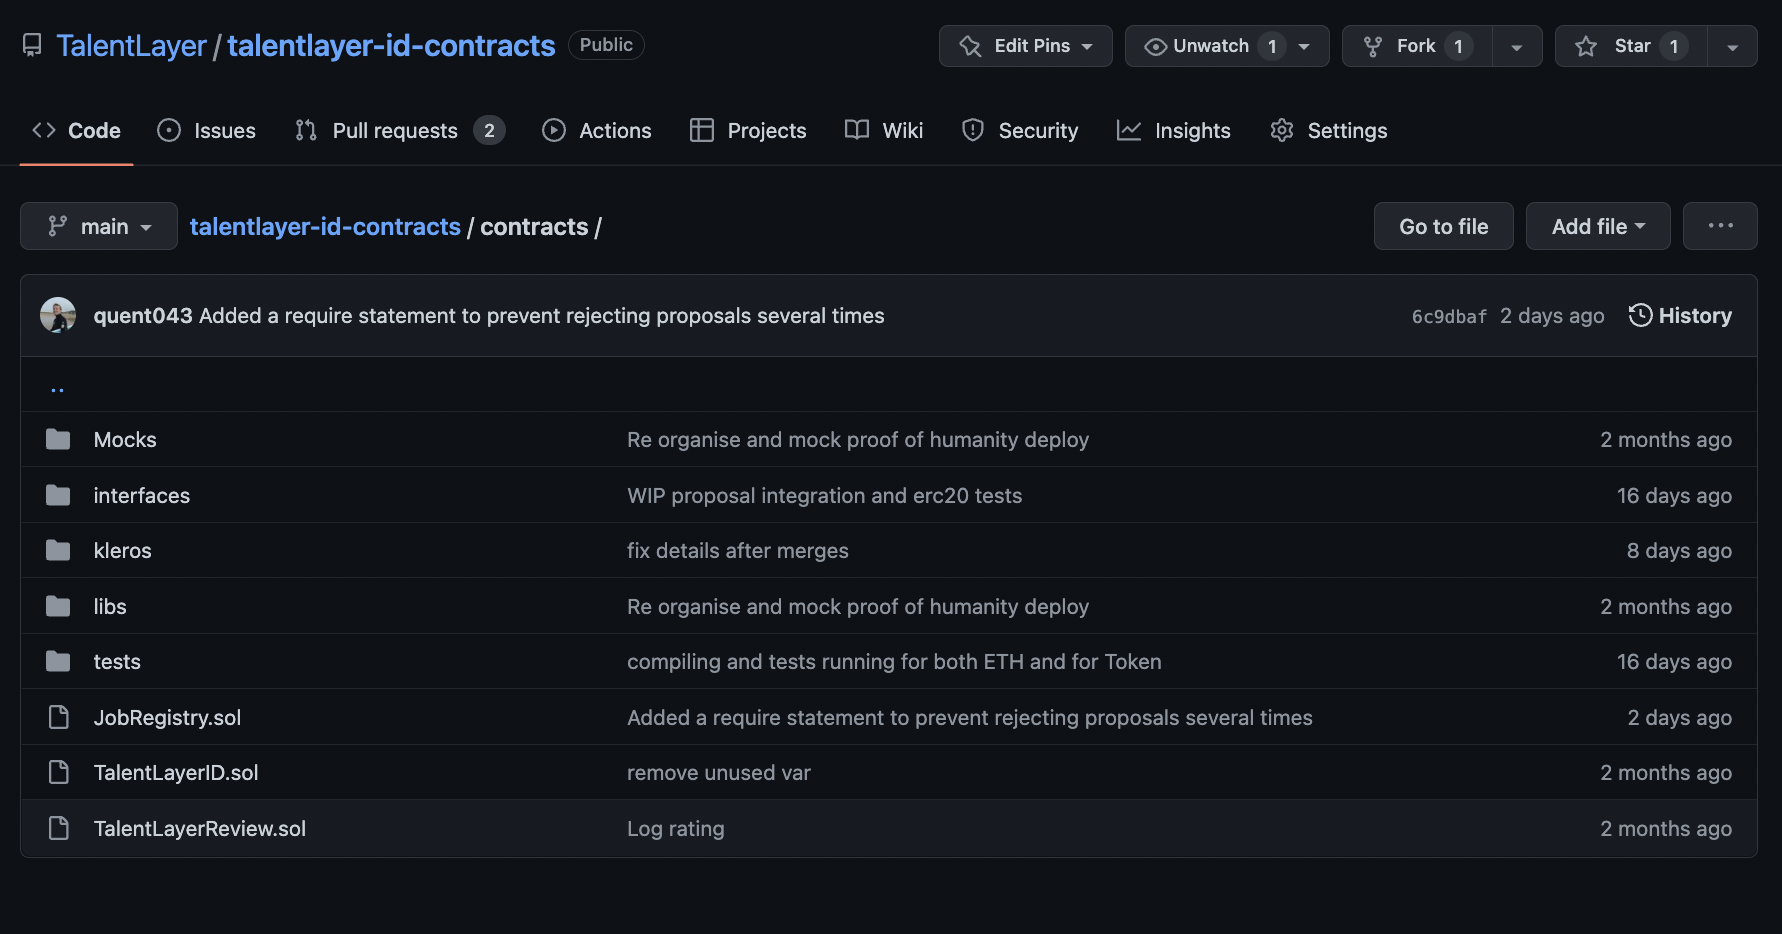 TalentLayer / talentlayer-id-contracts Public Edit Pins Unwatch 1 Fork 1 Star 1
Code Issues Pull requests 2 Actions Projects Wiki Security Insights Settings
main talentlayer-id-contracts / contracts / Go to file Add file ...
quent043 Added a require statement to prevent rejecting proposals several times 6c9dbaf 2 days ago History
..
Mocks Re organise and mock proof of humanity deploy 2 months ago
interfaces WIP proposal integration and erc20 tests 16 days ago
kleros fix details after merges 8 days ago
libs Re organise and mock proof of humanity deploy 2 months ago
tests compiling and tests running for both ETH and for Token 16 days ago
JobRegistry.sol Added a require statement to prevent rejecting proposals several times 2 days ago
TalentLayerID.sol remove unused var 2 months ago
TalentLayerReview.sol Log rating 2 months ago